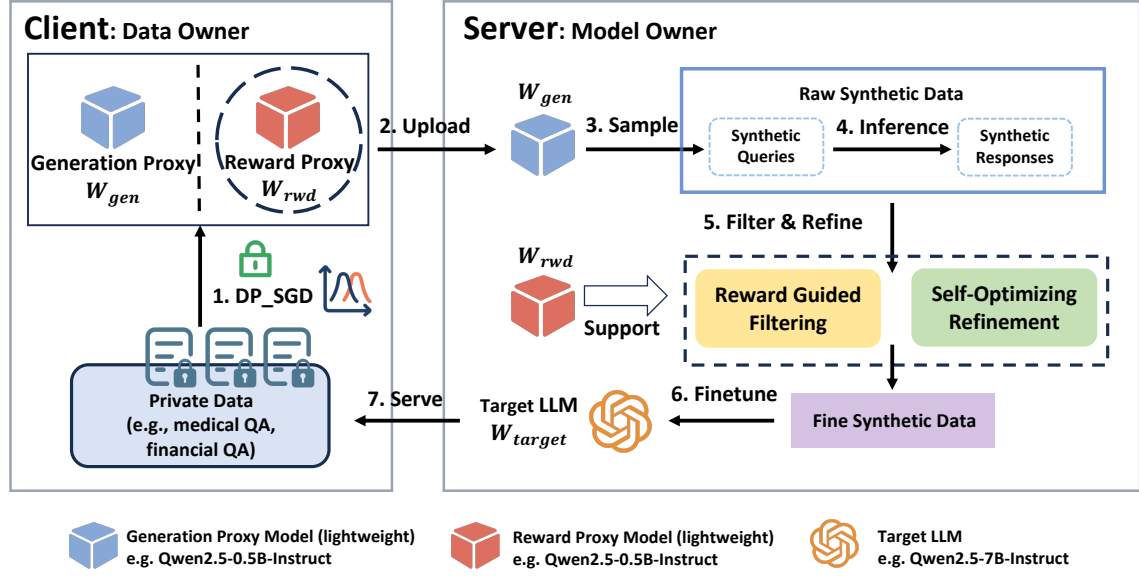 Client: Data Owner
Generation Proxy
W_gen
Reward Proxy
W_rwd
1. DP_SGD
Private Data
(e.g., medical QA,
financial QA)
2. Upload
7. Serve
Server: Model Owner
W_gen
3. Sample
Raw Synthetic Data
Synthetic
Queries
4. Inference
Synthetic
Responses
5. Filter & Refine
W_rwd
Support
Reward Guided
Filtering
Self-Optimizing
Refinement
6. Finetune
Target LLM
W_target
Fine Synthetic Data
Generation Proxy Model (lightweight)
e.g. Qwen2.5-0.5B-Instruct
Reward Proxy Model (lightweight)
e.g. Qwen2.5-0.5B-Instruct
Target LLM
e.g. Qwen2.5-7B-Instruct